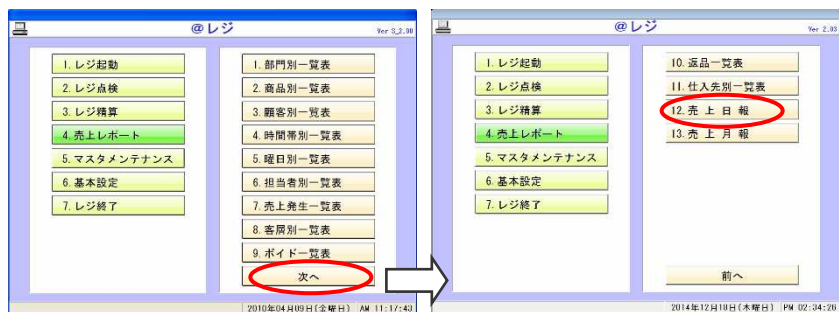 @レジ
Ver S_2.00
1. レジ起動
2. レジ点検
3. レジ精算
4. 売上レポート
5. マスタメンテナンス
6. 基本設定
7. レジ終了
1. 部門別一覧表
2. 商品別一覧表
3. 顧客別一覧表
4. 時間帯別一覧表
5. 曜日別一覧表
6. 担当者別一覧表
7. 売上発生一覧表
8. 客層別一覧表
9. ボイド一覧表
次へ
2010年04月09日(金曜日) AM 11:17:43
@レジ
Ver 2.03
1. レジ起動
2. レジ点検
3. レジ精算
4. 売上レポート
5. マスタメンテナンス
6. 基本設定
7. レジ終了
10. 返品一覧表
11. 仕入先別一覧表
12. 売 上 日 報
13. 売 上 月 報
前へ
2014年12月18日(木曜日) PM 02:34:26